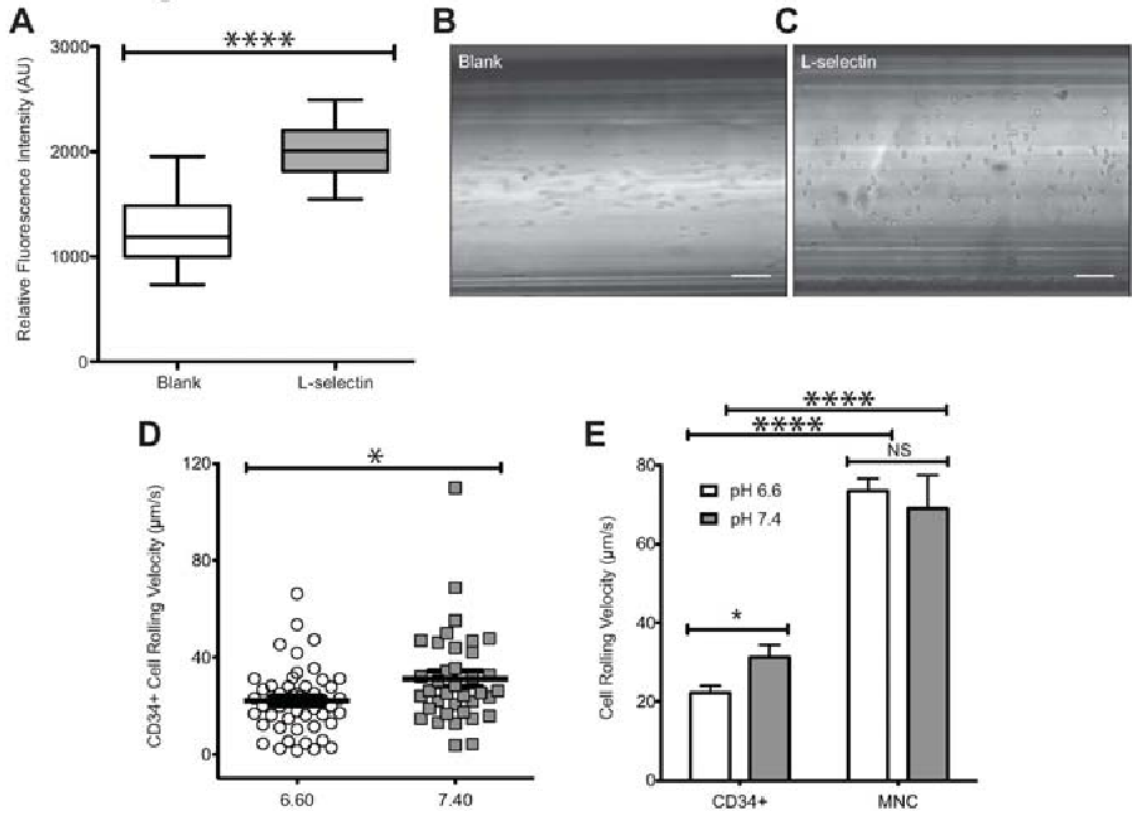 A
Relative Fluorescence Intensity (AU)
3000
2000
1000
0
****
Blank
L-selectin
B
Blank
C
L-selectin
D
CD34+ Cell Rolling Velocity (µm/s)
120
80
40
0
*
6.60
7.40
E
Cell Rolling Velocity (µm/s)
80
60
40
20
0
****
****
NS
pH 6.6
pH 7.4
*
CD34+
MNC